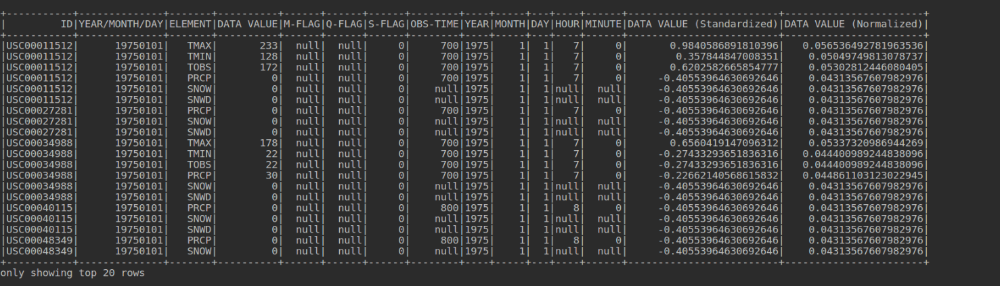 +-----------+--------------+-------+----------+------+------+------+--------+----+-----+---+----+------+-------------------------+-----------------------+
|         ID|YEAR/MONTH/DAY|ELEMENT|DATA VALUE|M-FLAG|Q-FLAG|S-FLAG|OBS-TIME|YEAR|MONTH|DAY|HOUR|MINUTE|DATA VALUE (Standardized)|DATA VALUE (Normalized)|
+-----------+--------------+-------+----------+------+------+------+--------+----+-----+---+----+------+-------------------------+-----------------------+
|USC00011512|      19750101|   TMAX|       233|  null|  null|     0|     700|1975|    1|  1|   7|     0|       0.9840586891810396|   0.056536492781963536|
|USC00011512|      19750101|   TMIN|       128|  null|  null|     0|     700|1975|    1|  1|   7|     0|        0.357844847008351|    0.05049749813078737|
|USC00011512|      19750101|   TOBS|       172|  null|  null|     0|     700|1975|    1|  1|   7|     0|       0.6202582665854777|    0.05302812446080405|
|USC00011512|      19750101|   PRCP|         0|  null|  null|     0|     700|1975|    1|  1|   7|     0|     -0.40553964630692646|    0.04313567607982976|
|USC00011512|      19750101|   SNOW|         0|  null|  null|     0|    null|1975|    1|  1|null|  null|     -0.40553964630692646|    0.04313567607982976|
|USC00011512|      19750101|   SNWD|         0|  null|  null|     0|    null|1975|    1|  1|null|  null|     -0.40553964630692646|    0.04313567607982976|
|USC00027281|      19750101|   PRCP|         0|  null|  null|     0|     700|1975|    1|  1|   7|     0|     -0.40553964630692646|    0.04313567607982976|
|USC00027281|      19750101|   SNOW|         0|  null|  null|     0|    null|1975|    1|  1|null|  null|     -0.40553964630692646|    0.04313567607982976|
|USC00027281|      19750101|   SNWD|         0|  null|  null|     0|    null|1975|    1|  1|null|  null|     -0.40553964630692646|    0.04313567607982976|
|USC00034988|      19750101|   TMAX|       178|  null|  null|     0|     700|1975|    1|  1|   7|     0|       0.6560419147096312|    0.05337320986944269|
|USC00034988|      19750101|   TMIN|        22|  null|  null|     0|     700|1975|    1|  1|   7|     0|     -0.27433293651836316|   0.044400989244838096|
|USC00034988|      19750101|   TOBS|        22|  null|  null|     0|     700|1975|    1|  1|   7|     0|     -0.27433293651836316|   0.044400989244838096|
|USC00034988|      19750101|   PRCP|        30|  null|  null|     0|     700|1975|    1|  1|   7|     0|     -0.22662140568615832|   0.044861103123022945|
|USC00034988|      19750101|   SNOW|         0|  null|  null|     0|    null|1975|    1|  1|null|  null|     -0.40553964630692646|    0.04313567607982976|
|USC00034988|      19750101|   SNWD|         0|  null|  null|     0|    null|1975|    1|  1|null|  null|     -0.40553964630692646|    0.04313567607982976|
|USC00040115|      19750101|   PRCP|         0|  null|  null|     0|     800|1975|    1|  1|   8|     0|     -0.40553964630692646|    0.04313567607982976|
|USC00040115|      19750101|   SNOW|         0|  null|  null|     0|    null|1975|    1|  1|null|  null|     -0.40553964630692646|    0.04313567607982976|
|USC00040115|      19750101|   SNWD|         0|  null|  null|     0|    null|1975|    1|  1|null|  null|     -0.40553964630692646|    0.04313567607982976|
|USC00048349|      19750101|   PRCP|         0|  null|  null|     0|     800|1975|    1|  1|   8|     0|     -0.40553964630692646|    0.04313567607982976|
|USC00048349|      19750101|   SNOW|         0|  null|  null|     0|    null|1975|    1|  1|null|  null|     -0.40553964630692646|    0.04313567607982976|
+-----------+--------------+-------+----------+------+------+------+--------+----+-----+---+----+------+-------------------------+-----------------------+
only showing top 20 rows